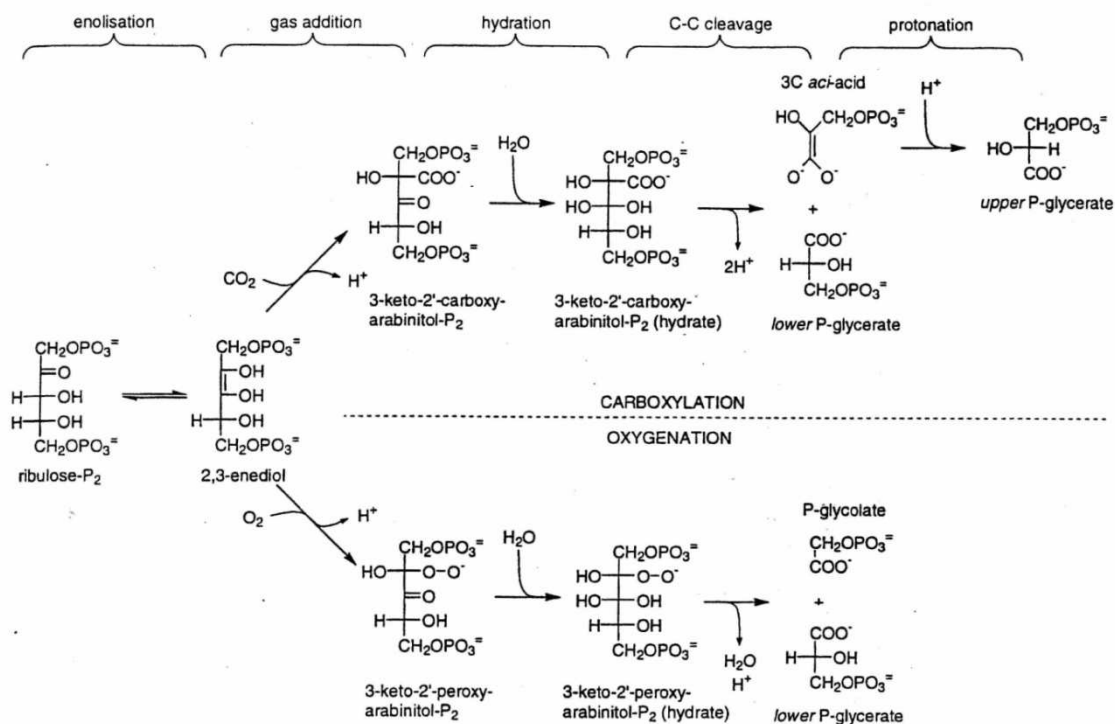 enolisation
gas addition
hydration
C-C cleavage
protonation
3C aci-acid
H+
HO
CH2OPO3=
O- O-
CH2OPO3=
HO H
COO-
upper P-glycerate
H2O
CH2OPO3=
HO COO-
O
H OH
CH2OPO3=
CH2OPO3=
HO COO-
HO OH
H OH
CH2OPO3=
2H+
+
COO-
H OH
CH2OPO3=
lower P-glycerate
CO2
H+
3-keto-2'-carboxy-
arabinitol-P2
3-keto-2'-carboxy-
arabinitol-P2 (hydrate)
CH2OPO3=
O
H OH
H OH
CH2OPO3=
ribulose-P2
CH2OPO3=
OH
OH
H OH
CH2OPO3=
2,3-enediol
CARBOXYLATION
OXYGENATION
O2
H+
CH2OPO3=
HO O-O-
O
H OH
CH2OPO3=
H2O
CH2OPO3=
HO O-O-
HO OH
H OH
CH2OPO3=
H2O
H+
P-glycolate
CH2OPO3=
COO-
+
COO-
H OH
CH2OPO3=
lower P-glycerate
3-keto-2'-peroxy-
arabinitol-P2
3-keto-2'-peroxy-
arabinitol-P2 (hydrate)